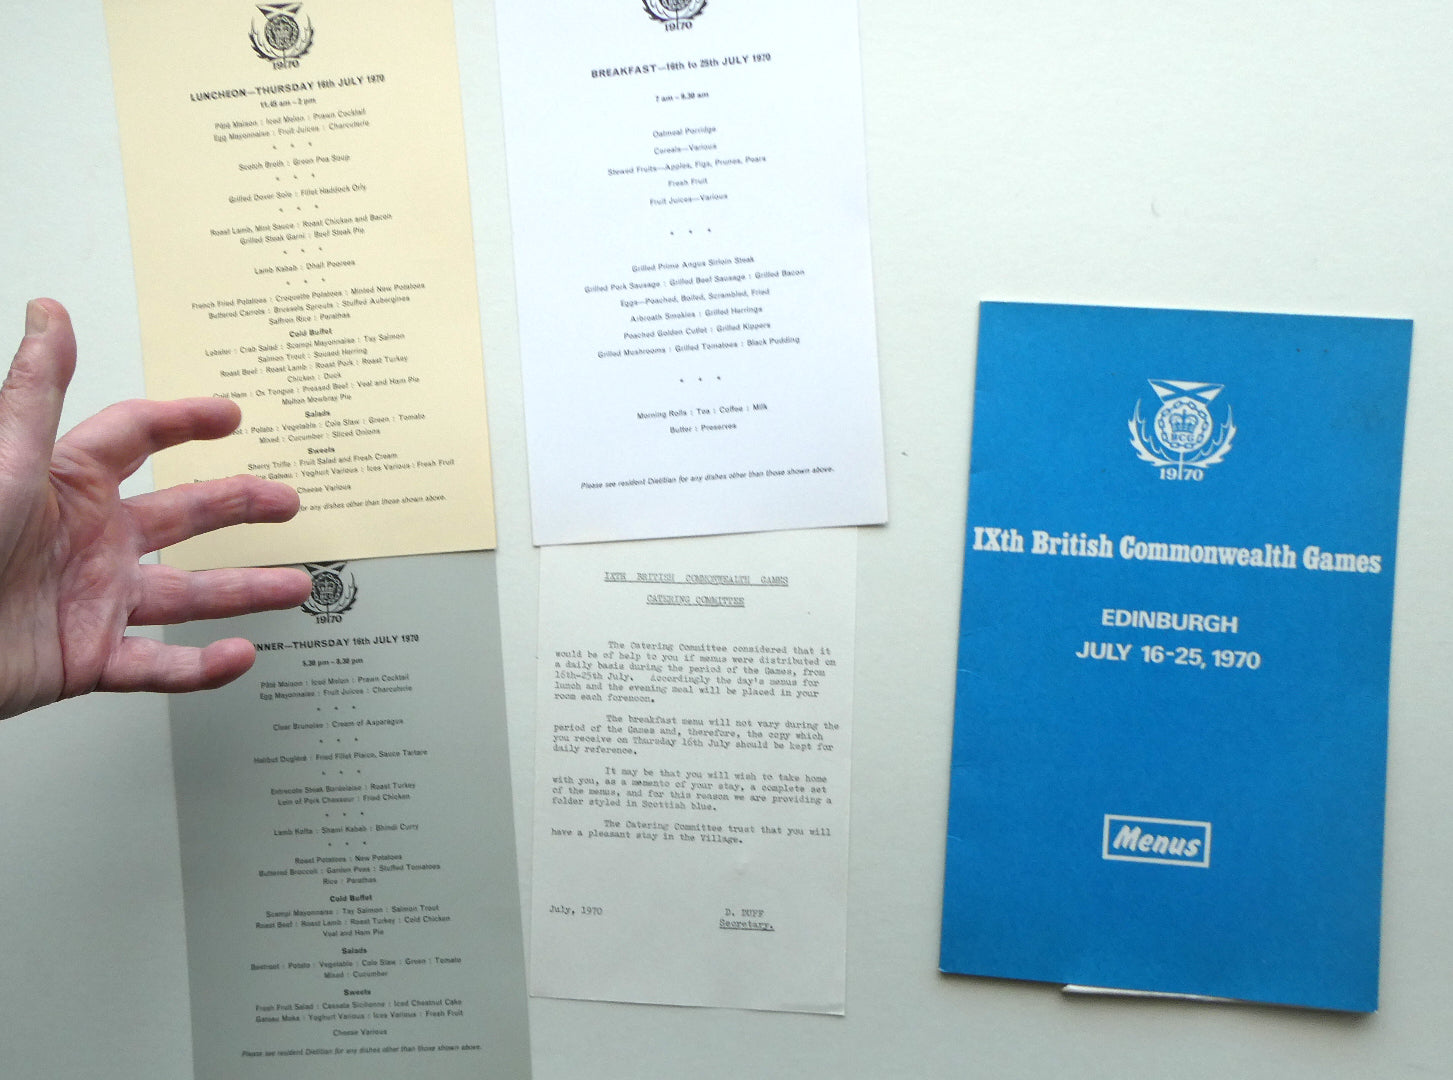 1970
LUNCHEON—THURSDAY 16th JULY 1970
11.45 am – 2 pm
Pâté Maison : Iced Melon : Prawn Cocktail
Egg Mayonnaise : Fruit Juices : Charcuterie
Scotch Broth : Green Pea Soup
Grilled Dover Sole : Fillet Haddock Orly
Roast Lamb, Mint Sauce : Roast Chicken and Bacon
Grilled Steak Garni : Beef Steak Pie
Lamb Kabab : Dhall Poorees
French Fried Potatoes : Croquette Potatoes : Minted New Potatoes
Buttered Carrots : Brussels Sprouts : Stuffed Aubergines
Saffron Rice : Parathas
Cold Buffet
Lobster : Crab Salad : Scampi Mayonnaise : Tay Salmon
Salmon Trout : Soused Herring
Roast Beef : Roast Lamb : Roast Pork : Roast Turkey
Chicken : Duck
Ham : Ox Tongue : Pressed Beef : Veal and Ham Pie
Melton Mowbray Pie
Salads
: Potato : Vegetable : Cole Slaw : Green : Tomato
Mixed : Cucumber : Sliced Onions
Sweets
Sherry Trifle : Fruit Salad and Fresh Cream
Gateau : Yoghurt Various : Ices Various : Fresh Fruit
Cheese Various
for any dishes other than those shown above.
1970
BREAKFAST—16th to 25th JULY 1970
7 am – 9.30 am
Oatmeal Porridge
Cereals—Various
Stewed Fruits—Apples, Figs, Prunes, Pears
Fresh Fruit
Fruit Juices—Various
Grilled Prime Angus Sirloin Steak
Grilled Pork Sausage : Grilled Beef Sausage : Grilled Bacon
Eggs—Poached, Boiled, Scrambled, Fried
Arbroath Smokies : Grilled Herrings
Poached Golden Cutlet : Grilled Kippers
Grilled Mushrooms : Grilled Tomatoes : Black Pudding
Morning Rolls : Tea : Coffee : Milk
Butter : Preserves
Please see resident Dietitian for any dishes other than those shown above.
1970
NNER—THURSDAY 16th JULY 1970
5.30 pm – 8.30 pm
Pâté Maison : Iced Melon : Prawn Cocktail
Egg Mayonnaise : Fruit Juices : Charcuterie
Clear Brunoise : Cream of Asparagus
Halibut Dugleré : Fried Fillet Plaice, Sauce Tartare
Entrecote Steak Bordelaise : Roast Turkey
Loin of Pork Chasseur : Fried Chicken
Lamb Kofta : Shami Kabab : Bhindi Curry
Roast Potatoes : New Potatoes
Buttered Broccoli : Garden Peas : Stuffed Tomatoes
Rice : Parathas
Cold Buffet
Scampi Mayonnaise : Tay Salmon : Salmon Trout
Roast Beef : Roast Lamb : Roast Turkey : Cold Chicken
Veal and Ham Pie
Salads
Beetroot : Potato : Vegetable : Cole Slaw : Green : Tomato
Mixed : Cucumber
Sweets
Fresh Fruit Salad : Cassata Sicilienne : Iced Chestnut Cake
Gateau Moka : Yoghurt Various : Ices Various : Fresh Fruit
Cheese Various
Please see resident Dietitian for any dishes other than those shown above.
IXTH BRITISH COMMONWEALTH GAMES
CATERING COMMITTEE
The Catering Committee considered that it
would be of help to you if menus were distributed on
a daily basis during the period of the Games, from
16th-25th July. Accordingly the day's menus for
lunch and the evening meal will be placed in your
room each forenoon.
The breakfast menu will not vary during the
period of the Games and, therefore, the copy which
you receive on Thursday 16th July should be kept for
daily reference.
It may be that you will wish to take home
with you, as a memento of your stay, a complete set
of the menus, and for this reason we are providing a
folder styled in Scottish blue.
The Catering Committee trust that you will
have a pleasant stay in the Village.
July, 1970
D. DUFF
Secretary.
BCG
1970
IXth British Commonwealth Games
EDINBURGH
JULY 16-25, 1970
Menus